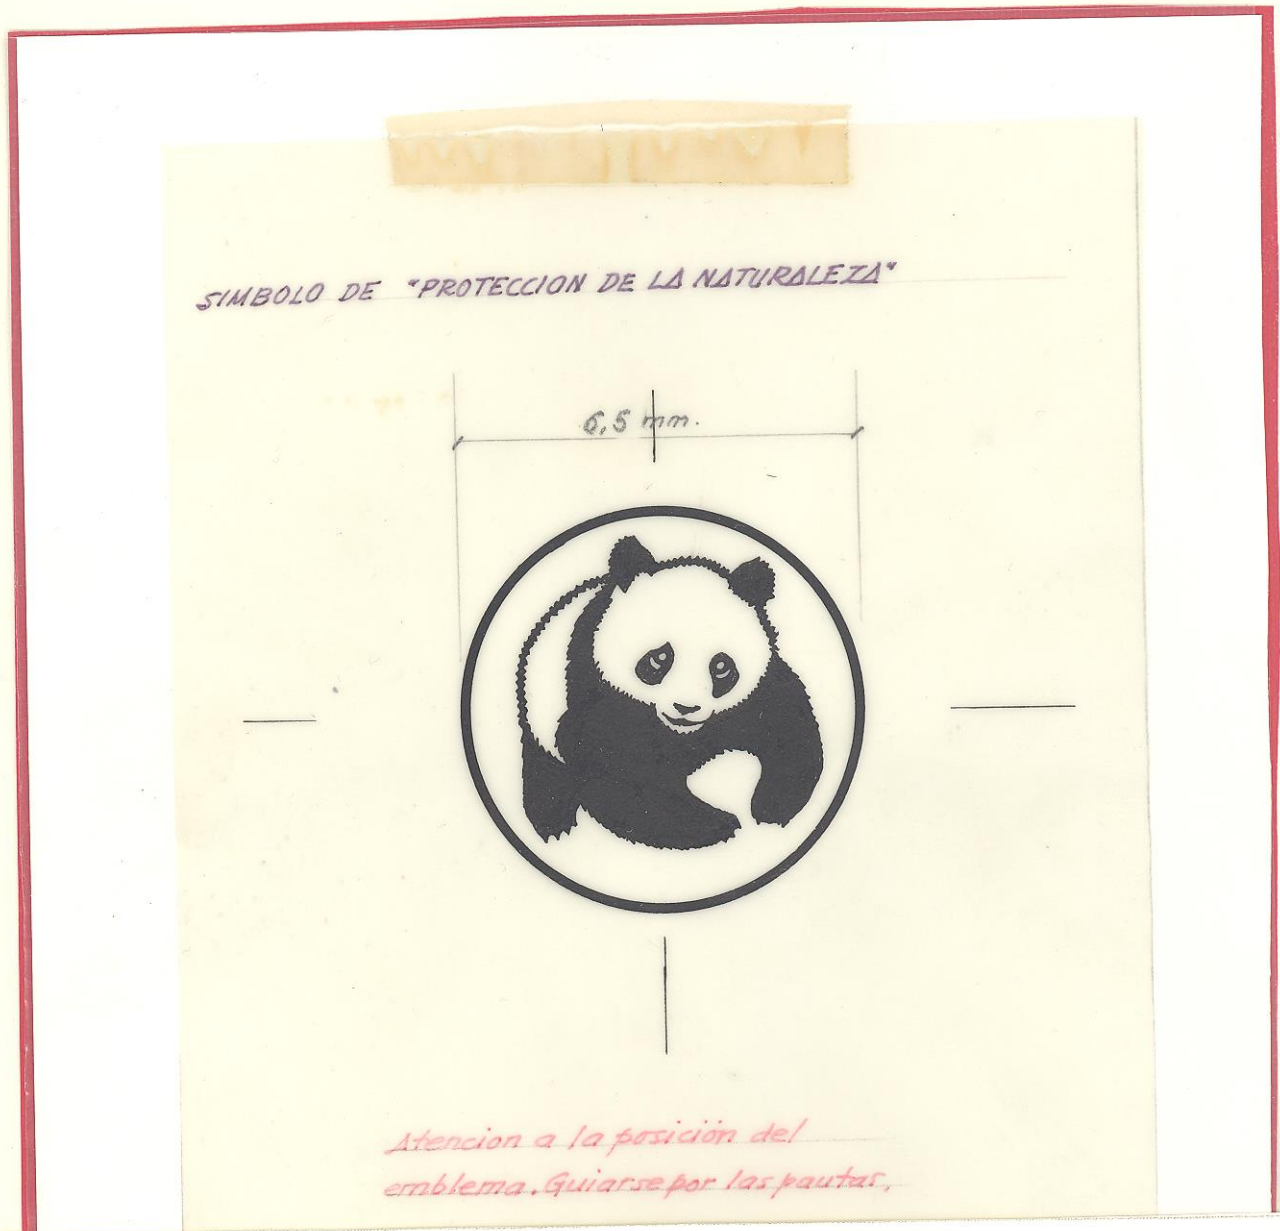 SIMBOLO DE "PROTECCION DE LA NATURALEZA"
6,5 mm.
Atencion a la posición del
emblema. Guiarse por las pautas.